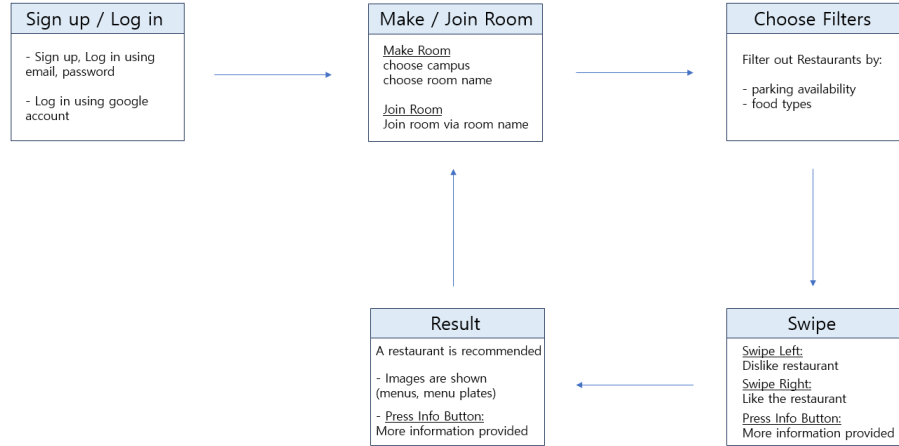 Sign up / Log in
- Sign up, Log in using
email, password
- Log in using google
account
Make / Join Room
Make Room
choose campus
choose room name
Join Room
Join room via room name
Choose Filters
Filter out Restaurants by:
- parking availability
- food types
Result
A restaurant is recommended
- Images are shown
(menus, menu plates)
- Press Info Button:
More information provided
Swipe
Swipe Left:
Dislike restaurant
Swipe Right:
Like the restaurant
Press Info Button:
More information provided